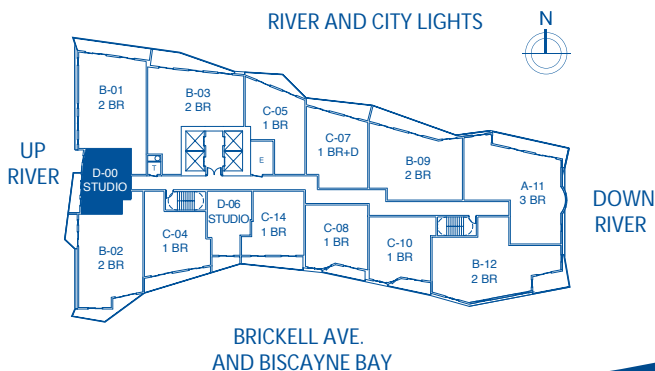 RIVER AND CITY LIGHTS
N
B-01
2 BR
B-03
2 BR
C-05
1 BR
C-07
1 BR+D
B-09
2 BR
A-11
3 BR
UP
RIVER
D-00
STUDIO
T
E
DOWN
RIVER
B-02
2 BR
C-04
1 BR
D-06
STUDIO
C-14
1 BR
C-08
1 BR
C-10
1 BR
B-12
2 BR
BRICKELL AVE.
AND BISCAYNE BAY